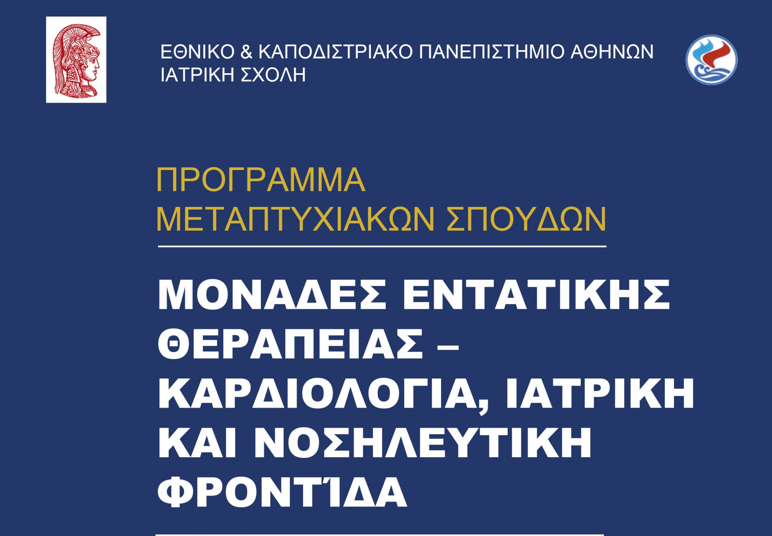 ΕΘΝΙΚΟ & ΚΑΠΟΔΙΣΤΡΙΑΚΟ ΠΑΝΕΠΙΣΤΗΜΙΟ ΑΘΗΝΩΝ
ΙΑΤΡΙΚΗ ΣΧΟΛΗ
ΠΡΟΓΡΑΜΜΑ
ΜΕΤΑΠΤΥΧΙΑΚΩΝ ΣΠΟΥΔΩΝ
ΜΟΝΑΔΕΣ ΕΝΤΑΤΙΚΗΣ
ΘΕΡΑΠΕΙΑΣ –
ΚΑΡΔΙΟΛΟΓΙΑ, ΙΑΤΡΙΚΗ
ΚΑΙ ΝΟΣΗΛΕΥΤΙΚΗ
ΦΡΟΝΤΊΔΑ